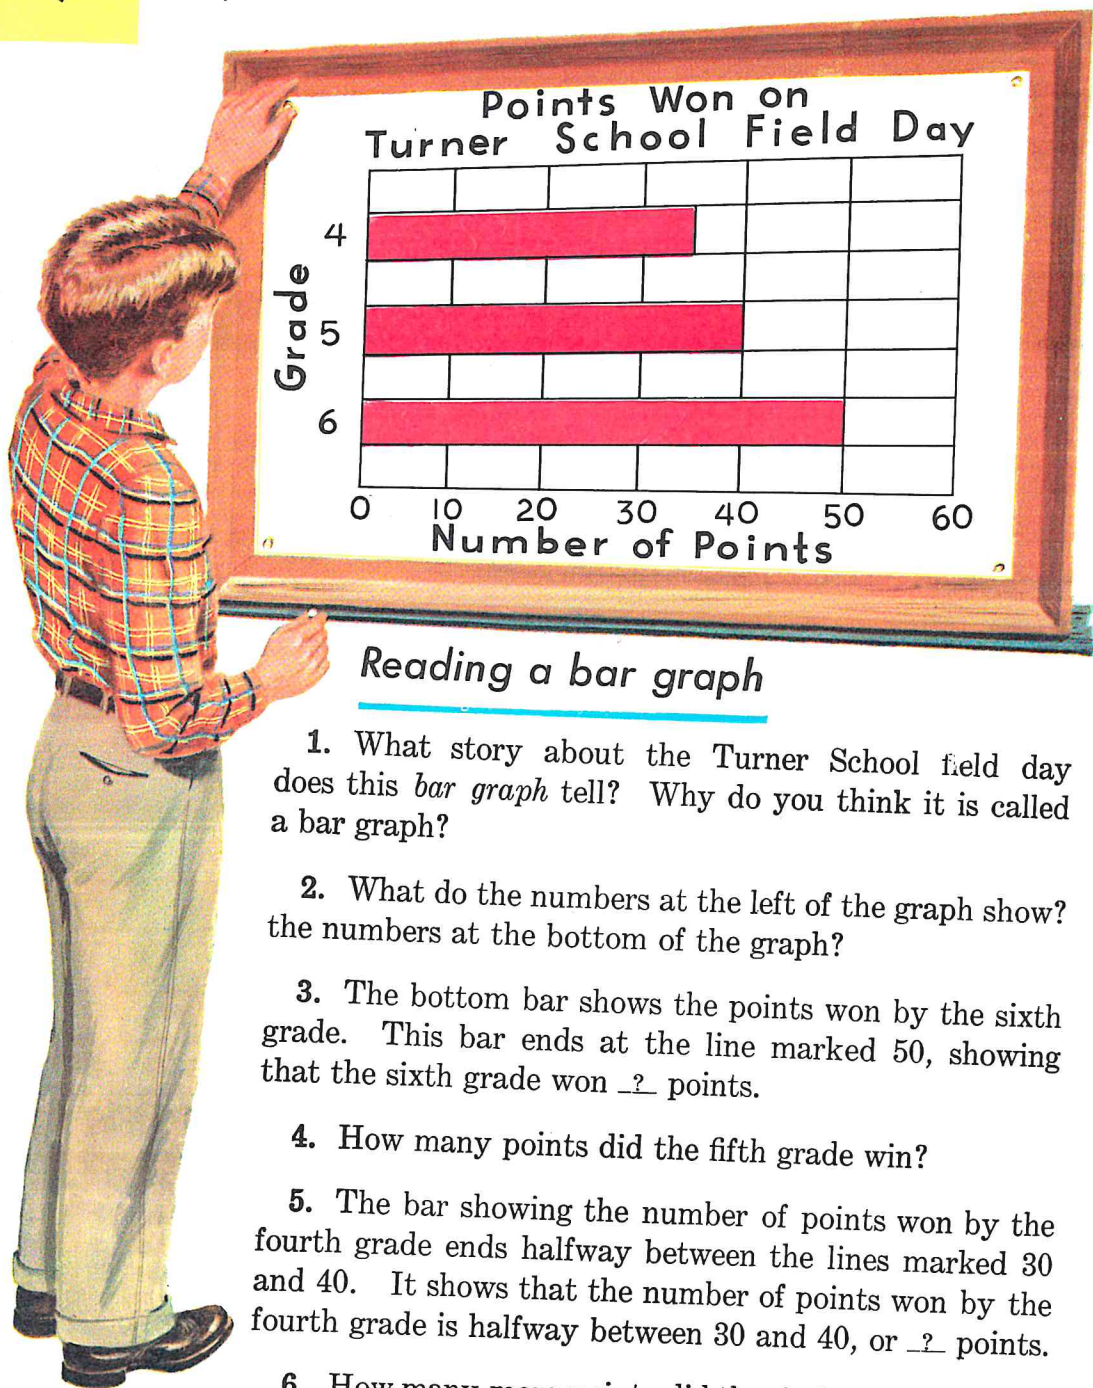 Points Won on
Turner School Field Day
Grade
4
5
6
0 10 20 30 40 50 60
Number of Points
Reading a bar graph
1. What story about the Turner School field day
does this bar graph tell? Why do you think it is called
a bar graph?
2. What do the numbers at the left of the graph show?
the numbers at the bottom of the graph?
3. The bottom bar shows the points won by the sixth
grade. This bar ends at the line marked 50, showing
that the sixth grade won _?_ points.
4. How many points did the fifth grade win?
5. The bar showing the number of points won by the
fourth grade ends halfway between the lines marked 30
and 40. It shows that the number of points won by the
fourth grade is halfway between 30 and 40, or _?_ points.
6. How many more points did the